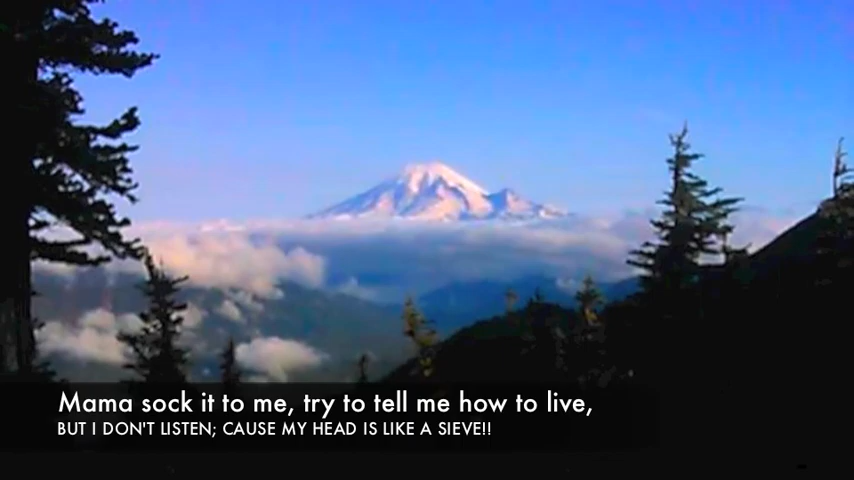 Mama sock it to me, try to tell me how to live,
BUT I DON'T LISTEN; CAUSE MY HEAD IS LIKE A SIEVE!!